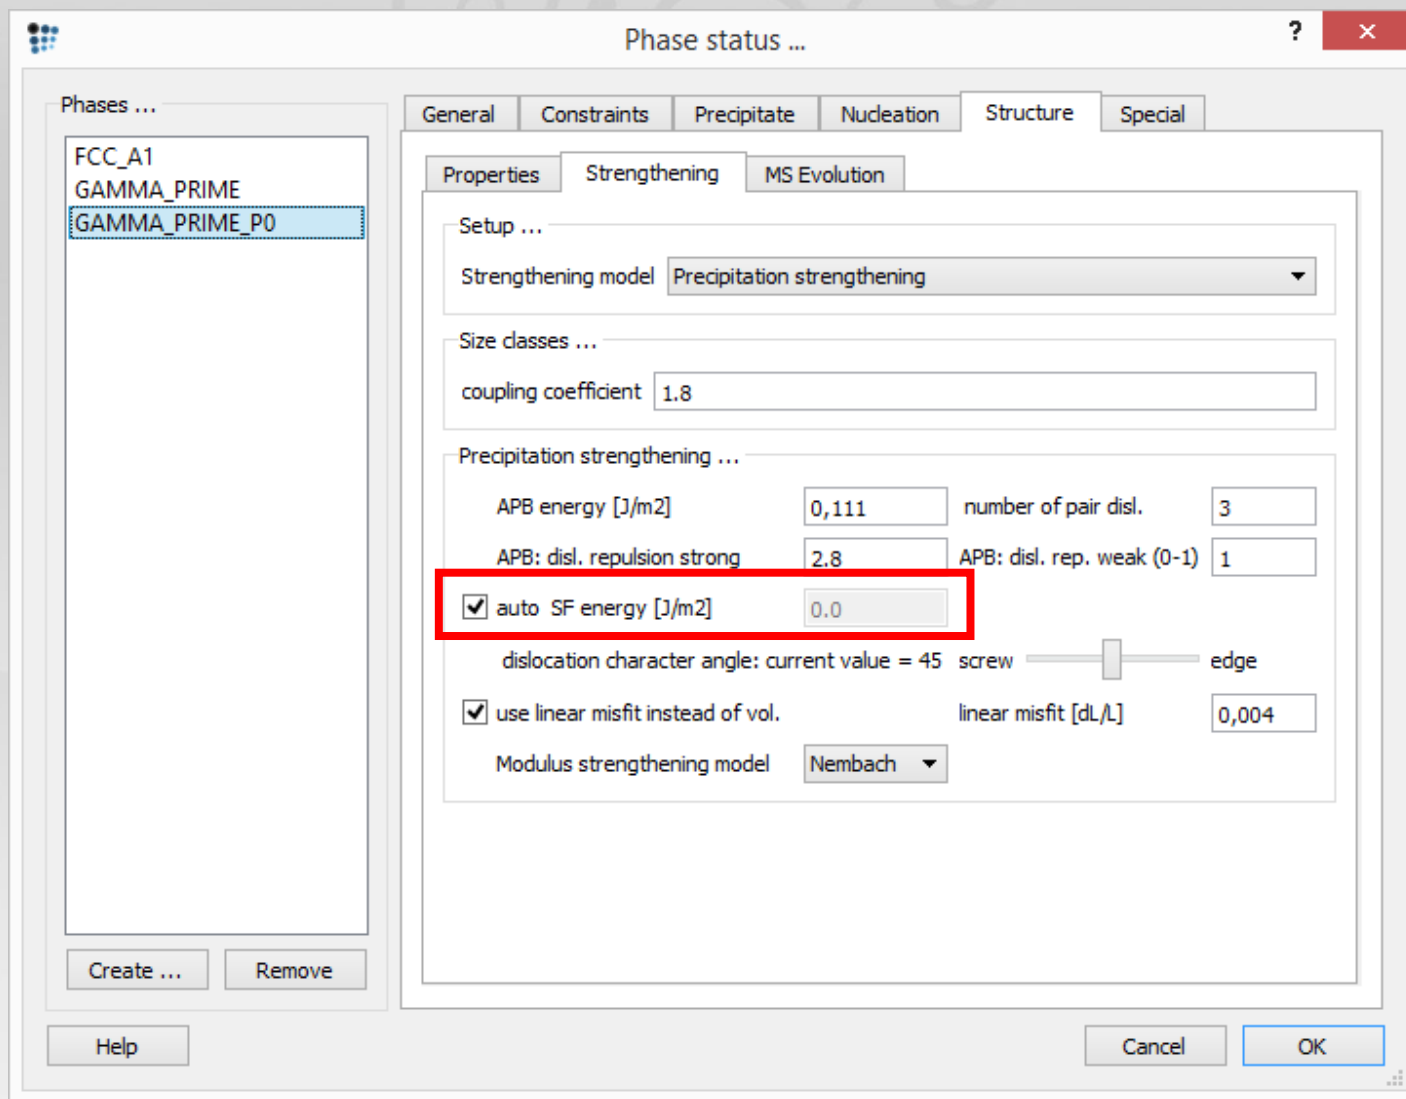 Phase status ...
?
Phases ...
FCC_A1
GAMMA_PRIME
GAMMA_PRIME_P0
Create ...
Remove
General
Constraints
Precipitate
Nucleation
Structure
Special
Properties
Strengthening
MS Evolution
Setup ...
Strengthening model Precipitation strengthening
Size classes ...
coupling coefficient 1.8
Precipitation strengthening ...
APB energy [J/m2] 0,111 number of pair disl. 3
APB: disl. repulsion strong 2.8 APB: disl. rep. weak (0-1) 1
auto SF energy [J/m2] 0.0
dislocation character angle: current value = 45 screw edge
use linear misfit instead of vol. linear misfit [dL/L] 0,004
Modulus strengthening model Nembach
Help
Cancel
OK